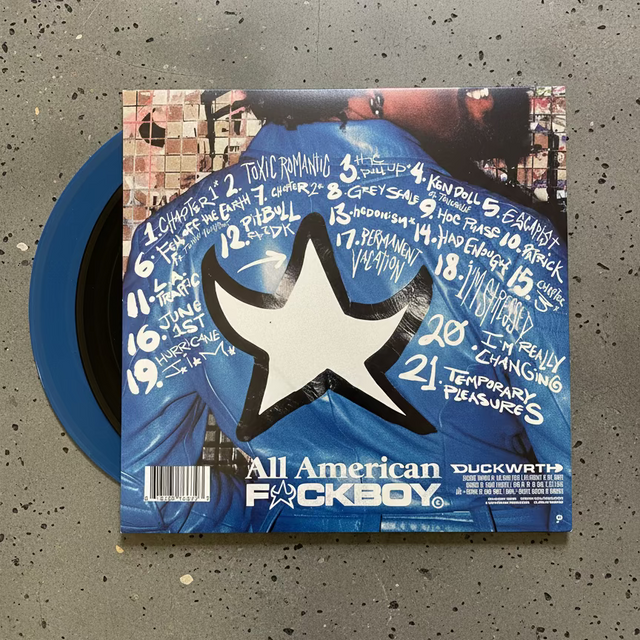 1. CHAPTER 1*
2. TOXIC ROMANTIC
3. THE PULL UP*
4. KEN DOLL
5. ESCAPIST
6. FELL OFF THE EARTH
7. CHAPTER 2*
8. GREY SCALE
9. HOE PHASE
10. PATRICK
11. L.A. TRAFFIC
12. PITBULL
13. HEDONISM*
14. HAD ENOUGH
15. CHAPTER 3*
16. JUNE 1ST
17. PERMANENT VACATION
18. I'M STRESSED
19. HURRICANE J*I*M*
20. I'M REALLY CHANGING
21. TEMPORARY PLEASURES
All American
F★CKBOY ©
DUCKWRTH